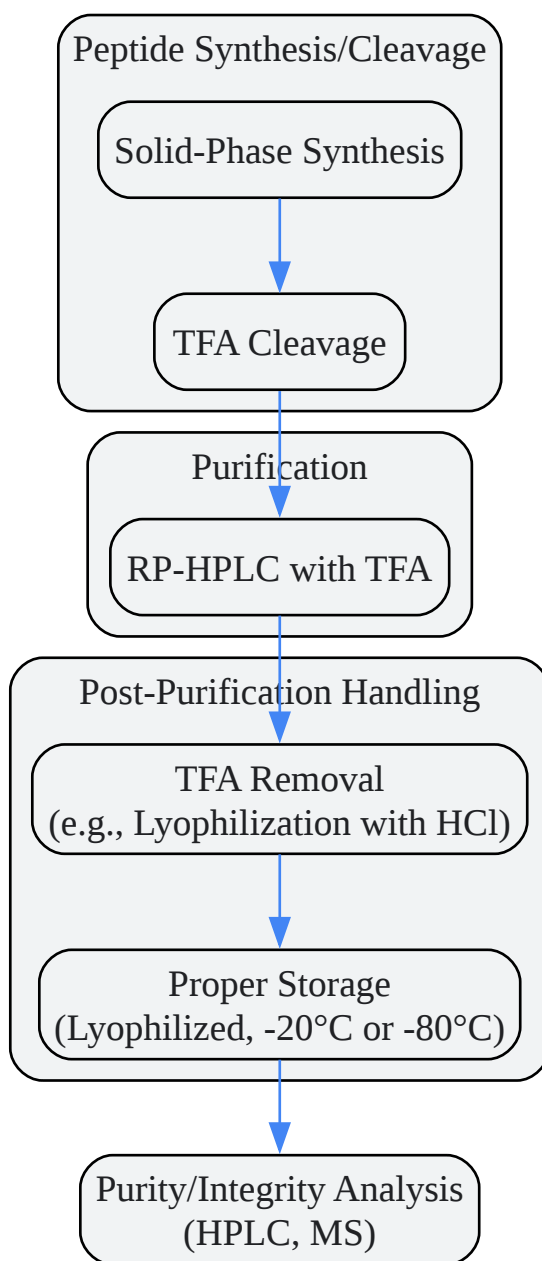 Peptide Synthesis/Cleavage
Solid-Phase Synthesis
TFA Cleavage
Purification
RP-HPLC with TFA
Post-Purification Handling
TFA Removal
(e.g., Lyophilization with HCl)
Proper Storage
(Lyophilized, -20°C or -80°C)
Purity/Integrity Analysis
(HPLC, MS)